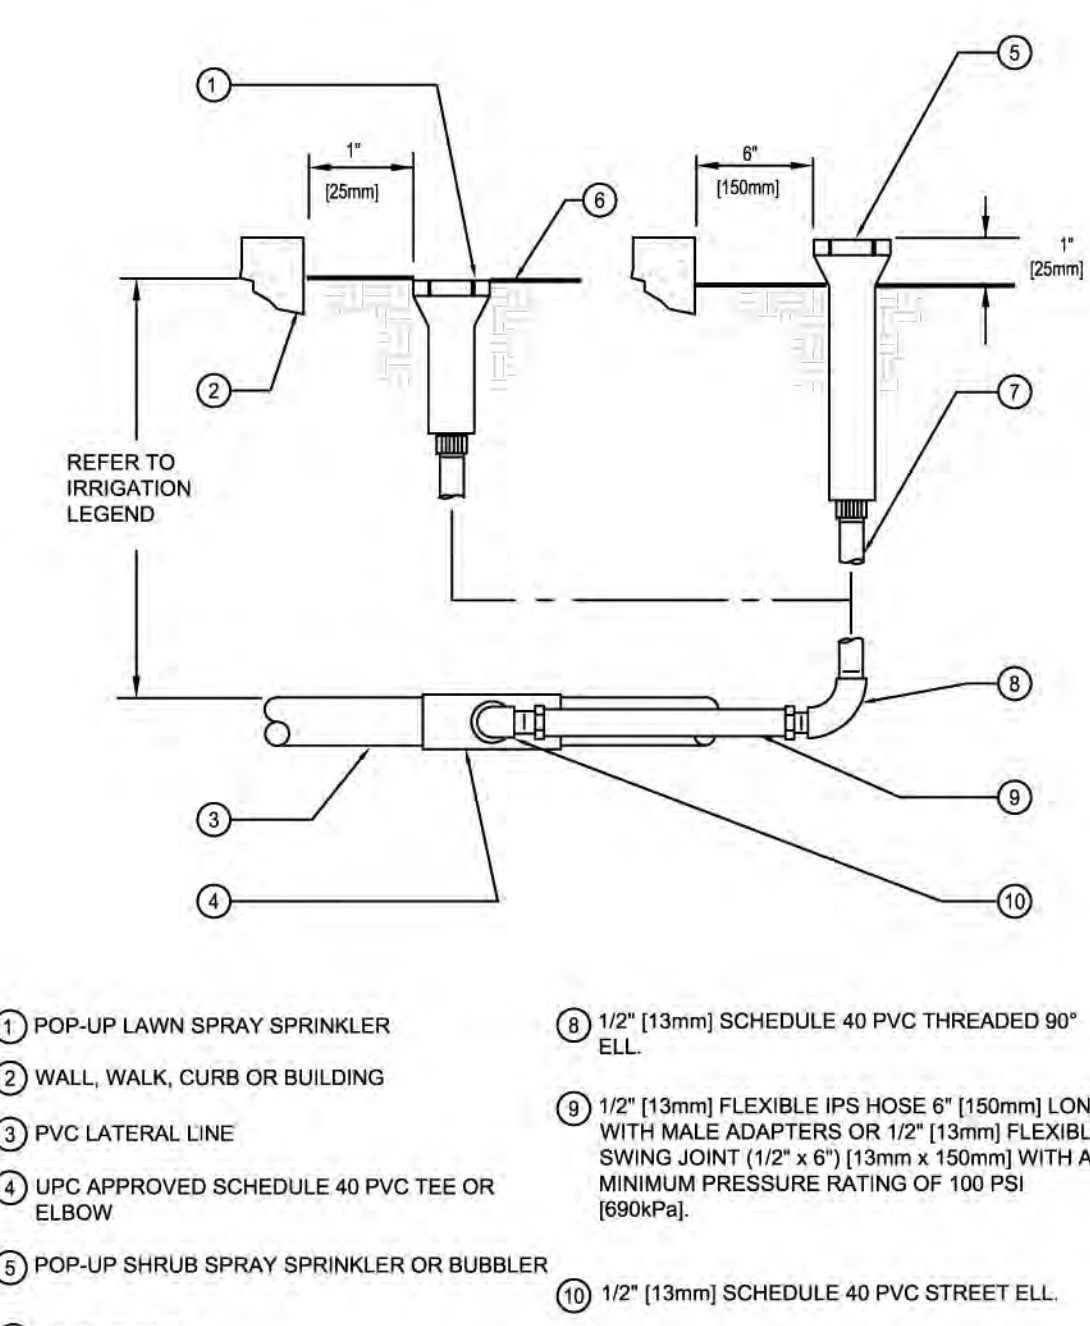 5
1
1"
[25mm]
6"
[150mm]
6
1"
[25mm]
2
7
REFER TO
IRRIGATION
LEGEND
8
9
3
4
10
1 POP-UP LAWN SPRAY SPRINKLER
2 WALL, WALK, CURB OR BUILDING
3 PVC LATERAL LINE
4 UPC APPROVED SCHEDULE 40 PVC TEE OR
ELBOW
5 POP-UP SHRUB SPRAY SPRINKLER OR BUBBLER
8 1/2" [13mm] SCHEDULE 40 PVC THREADED 90°
ELL.
9 1/2" [13mm] FLEXIBLE IPS HOSE 6" [150mm] LON
WITH MALE ADAPTERS OR 1/2" [13mm] FLEXIBL
SWING JOINT (1/2" x 6") [13mm x 150mm] WITH A
MINIMUM PRESSURE RATING OF 100 PSI
[690kPa].
10 1/2" [13mm] SCHEDULE 40 PVC STREET ELL.